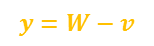 y = W − v